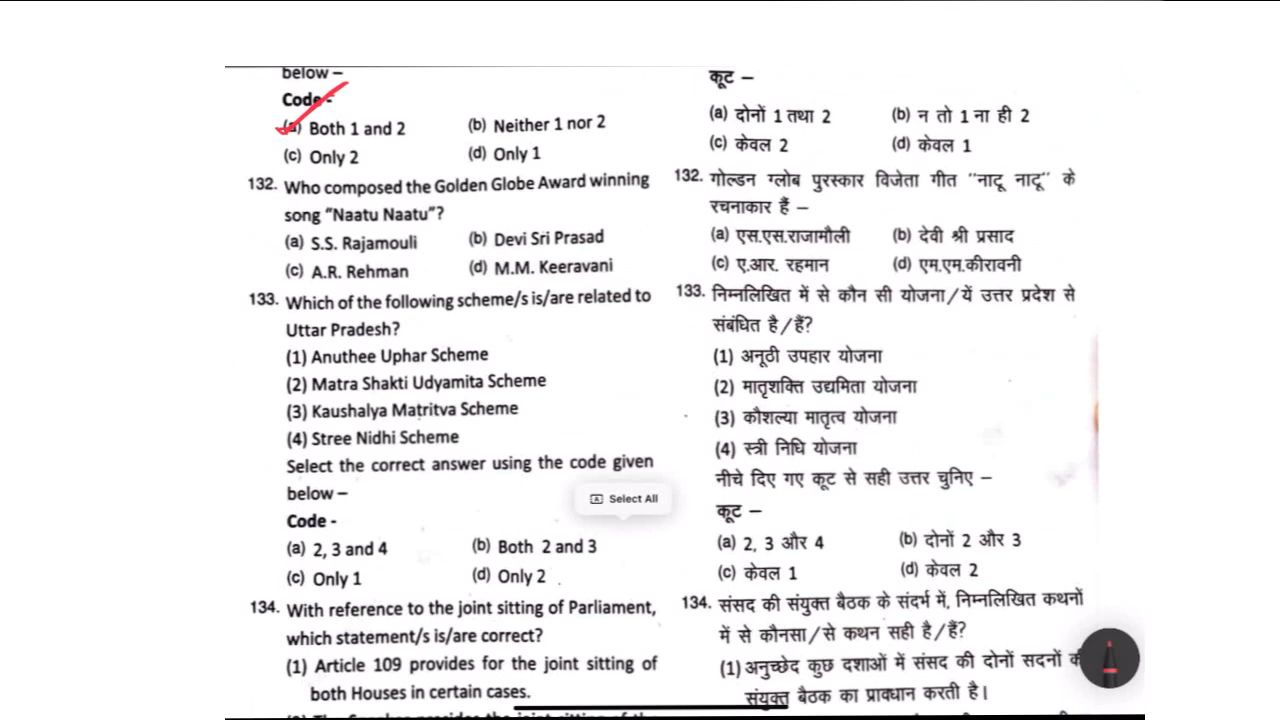 below –
Code -
(a) Both 1 and 2 (b) Neither 1 nor 2
(c) Only 2 (d) Only 1
132. Who composed the Golden Globe Award winning
song "Naatu Naatu"?
(a) S.S. Rajamouli (b) Devi Sri Prasad
(c) A.R. Rehman (d) M.M. Keeravani
133. Which of the following scheme/s is/are related to
Uttar Pradesh?
(1) Anuthee Uphar Scheme
(2) Matra Shakti Udyamita Scheme
(3) Kaushalya Matritva Scheme
(4) Stree Nidhi Scheme
Select the correct answer using the code given
below –
Select All
Code -
(a) 2, 3 and 4 (b) Both 2 and 3
(c) Only 1 (d) Only 2
134. With reference to the joint sitting of Parliament,
which statement/s is/are correct?
(1) Article 109 provides for the joint sitting of
both Houses in certain cases.
कूट –
(a) दोनों 1 तथा 2 (b) न तो 1 ना ही 2
(c) केवल 2 (d) केवल 1
132. गोल्डन ग्लोब पुरस्कार विजेता गीत "नाटू नाटू" के
रचनाकार हैं –
(a) एस.एस.राजामौली (b) देवी श्री प्रसाद
(c) ए.आर. रहमान (d) एम.एम.कीरावनी
133. निम्नलिखित में से कौन सी योजना/यें उत्तर प्रदेश से
संबंधित है/हैं?
(1) अनूठी उपहार योजना
(2) मातृशक्ति उद्यमिता योजना
(3) कौशल्या मातृत्व योजना
(4) स्त्री निधि योजना
नीचे दिए गए कूट से सही उत्तर चुनिए –
कूट –
(a) 2, 3 और 4 (b) दोनों 2 और 3
(c) केवल 1 (d) केवल 2
134. संसद की संयुक्त बैठक के संदर्भ में, निम्नलिखित कथनों
में से कौनसा/से कथन सही है/हैं?
(1) अनुच्छेद कुछ दशाओं में संसद की दोनों सदनों
संयुक्त बैठक का प्रावधान करती है।